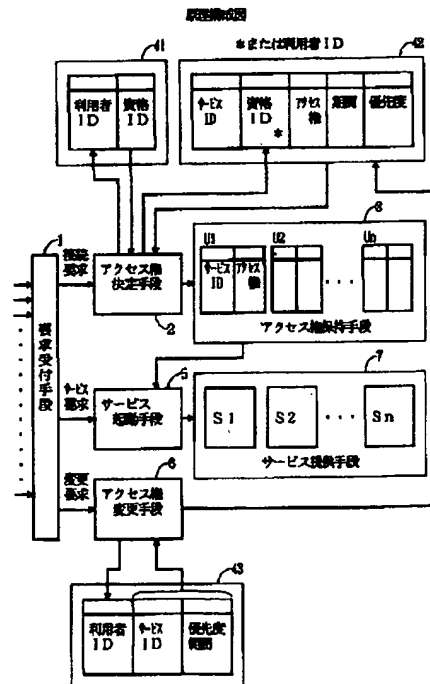 原理構成図
41
*または利用者ID
42
利用者
ID
資格
ID
サービス
ID
資格
ID
*
アクセス
権
期間
優先度
1
要求受付手段
接続
要求
アクセス権
決定手段
2
U1
U2
Un
サービス
ID
アクセス
権
・・・
アクセス権保持手段
サービス
要求
5
サービス
起動手段
7
S1
S2
・・・
Sn
サービス提供手段
変更
要求
6
アクセス権
変更手段
43
利用者
ID
サービス
ID
優先度
範囲